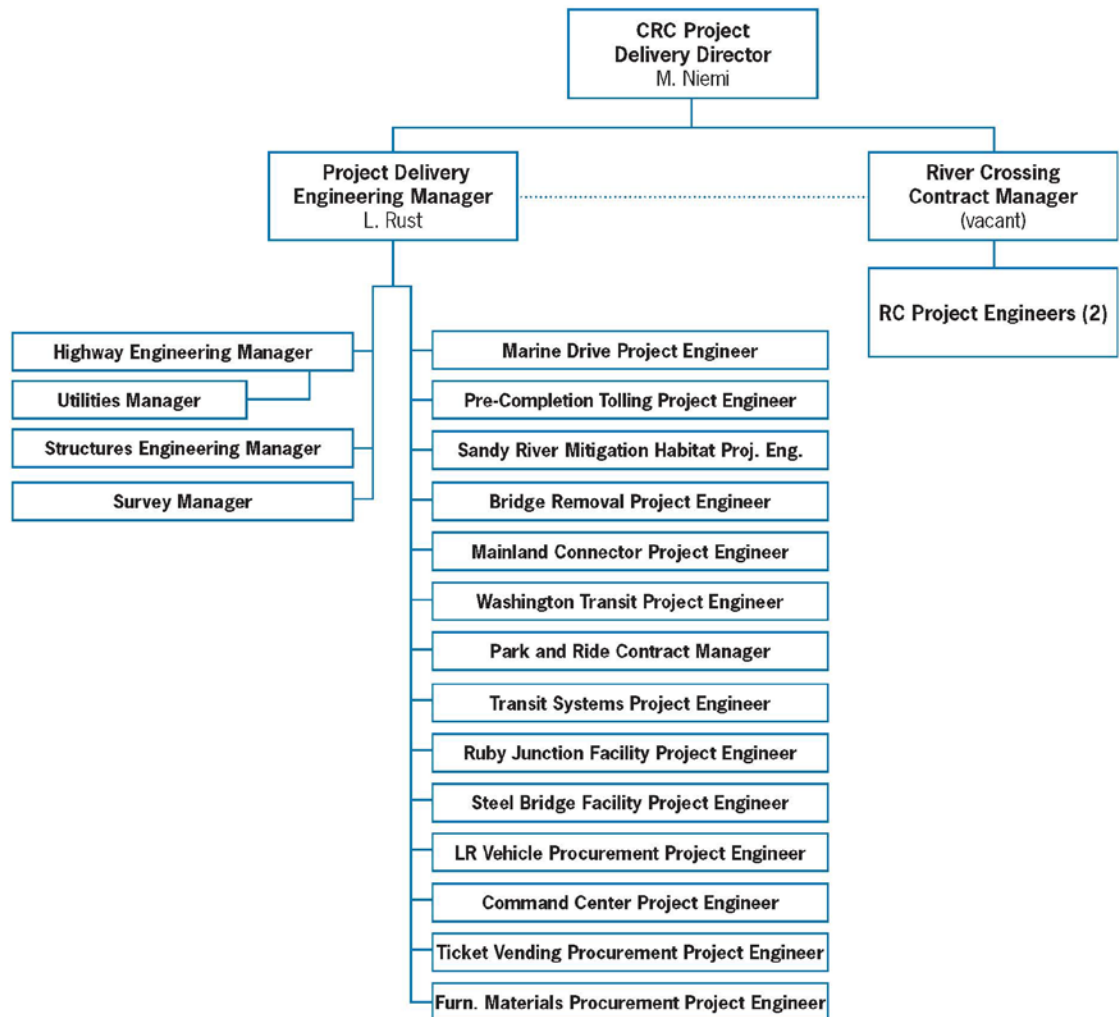 CRC Project
Delivery Director
M. Niemi
Project Delivery
Engineering Manager
L. Rust
River Crossing
Contract Manager
(vacant)
RC Project Engineers (2)
Highway Engineering Manager
Utilities Manager
Structures Engineering Manager
Survey Manager
Marine Drive Project Engineer
Pre-Completion Tolling Project Engineer
Sandy River Mitigation Habitat Proj. Eng.
Bridge Removal Project Engineer
Mainland Connector Project Engineer
Washington Transit Project Engineer
Park and Ride Contract Manager
Transit Systems Project Engineer
Ruby Junction Facility Project Engineer
Steel Bridge Facility Project Engineer
LR Vehicle Procurement Project Engineer
Command Center Project Engineer
Ticket Vending Procurement Project Engineer
Furn. Materials Procurement Project Engineer